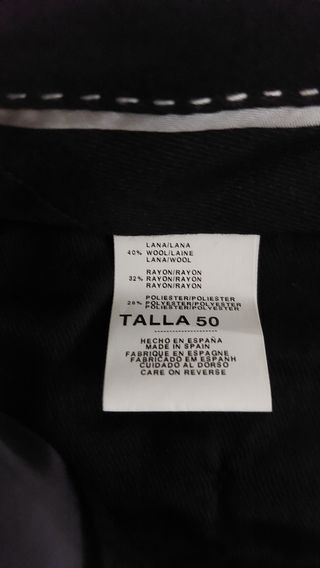 LANA/LANA
40% WOOL/LAINE
LANA/WOOL
RAYON/RAYON
32% RAYON/RAYON
RAYON/RAYON
POLIESTER/POLIESTER
28% POLYESTER/POLYESTER
POLIESTER/POLYESTER
TALLA 50
HECHO EN ESPAÑA
MADE IN SPAIN
FABRIQUE EN ESPAGNE
FABRICADO EM ESPANH
CUIDADO AL DORSO
CARE ON REVERSE